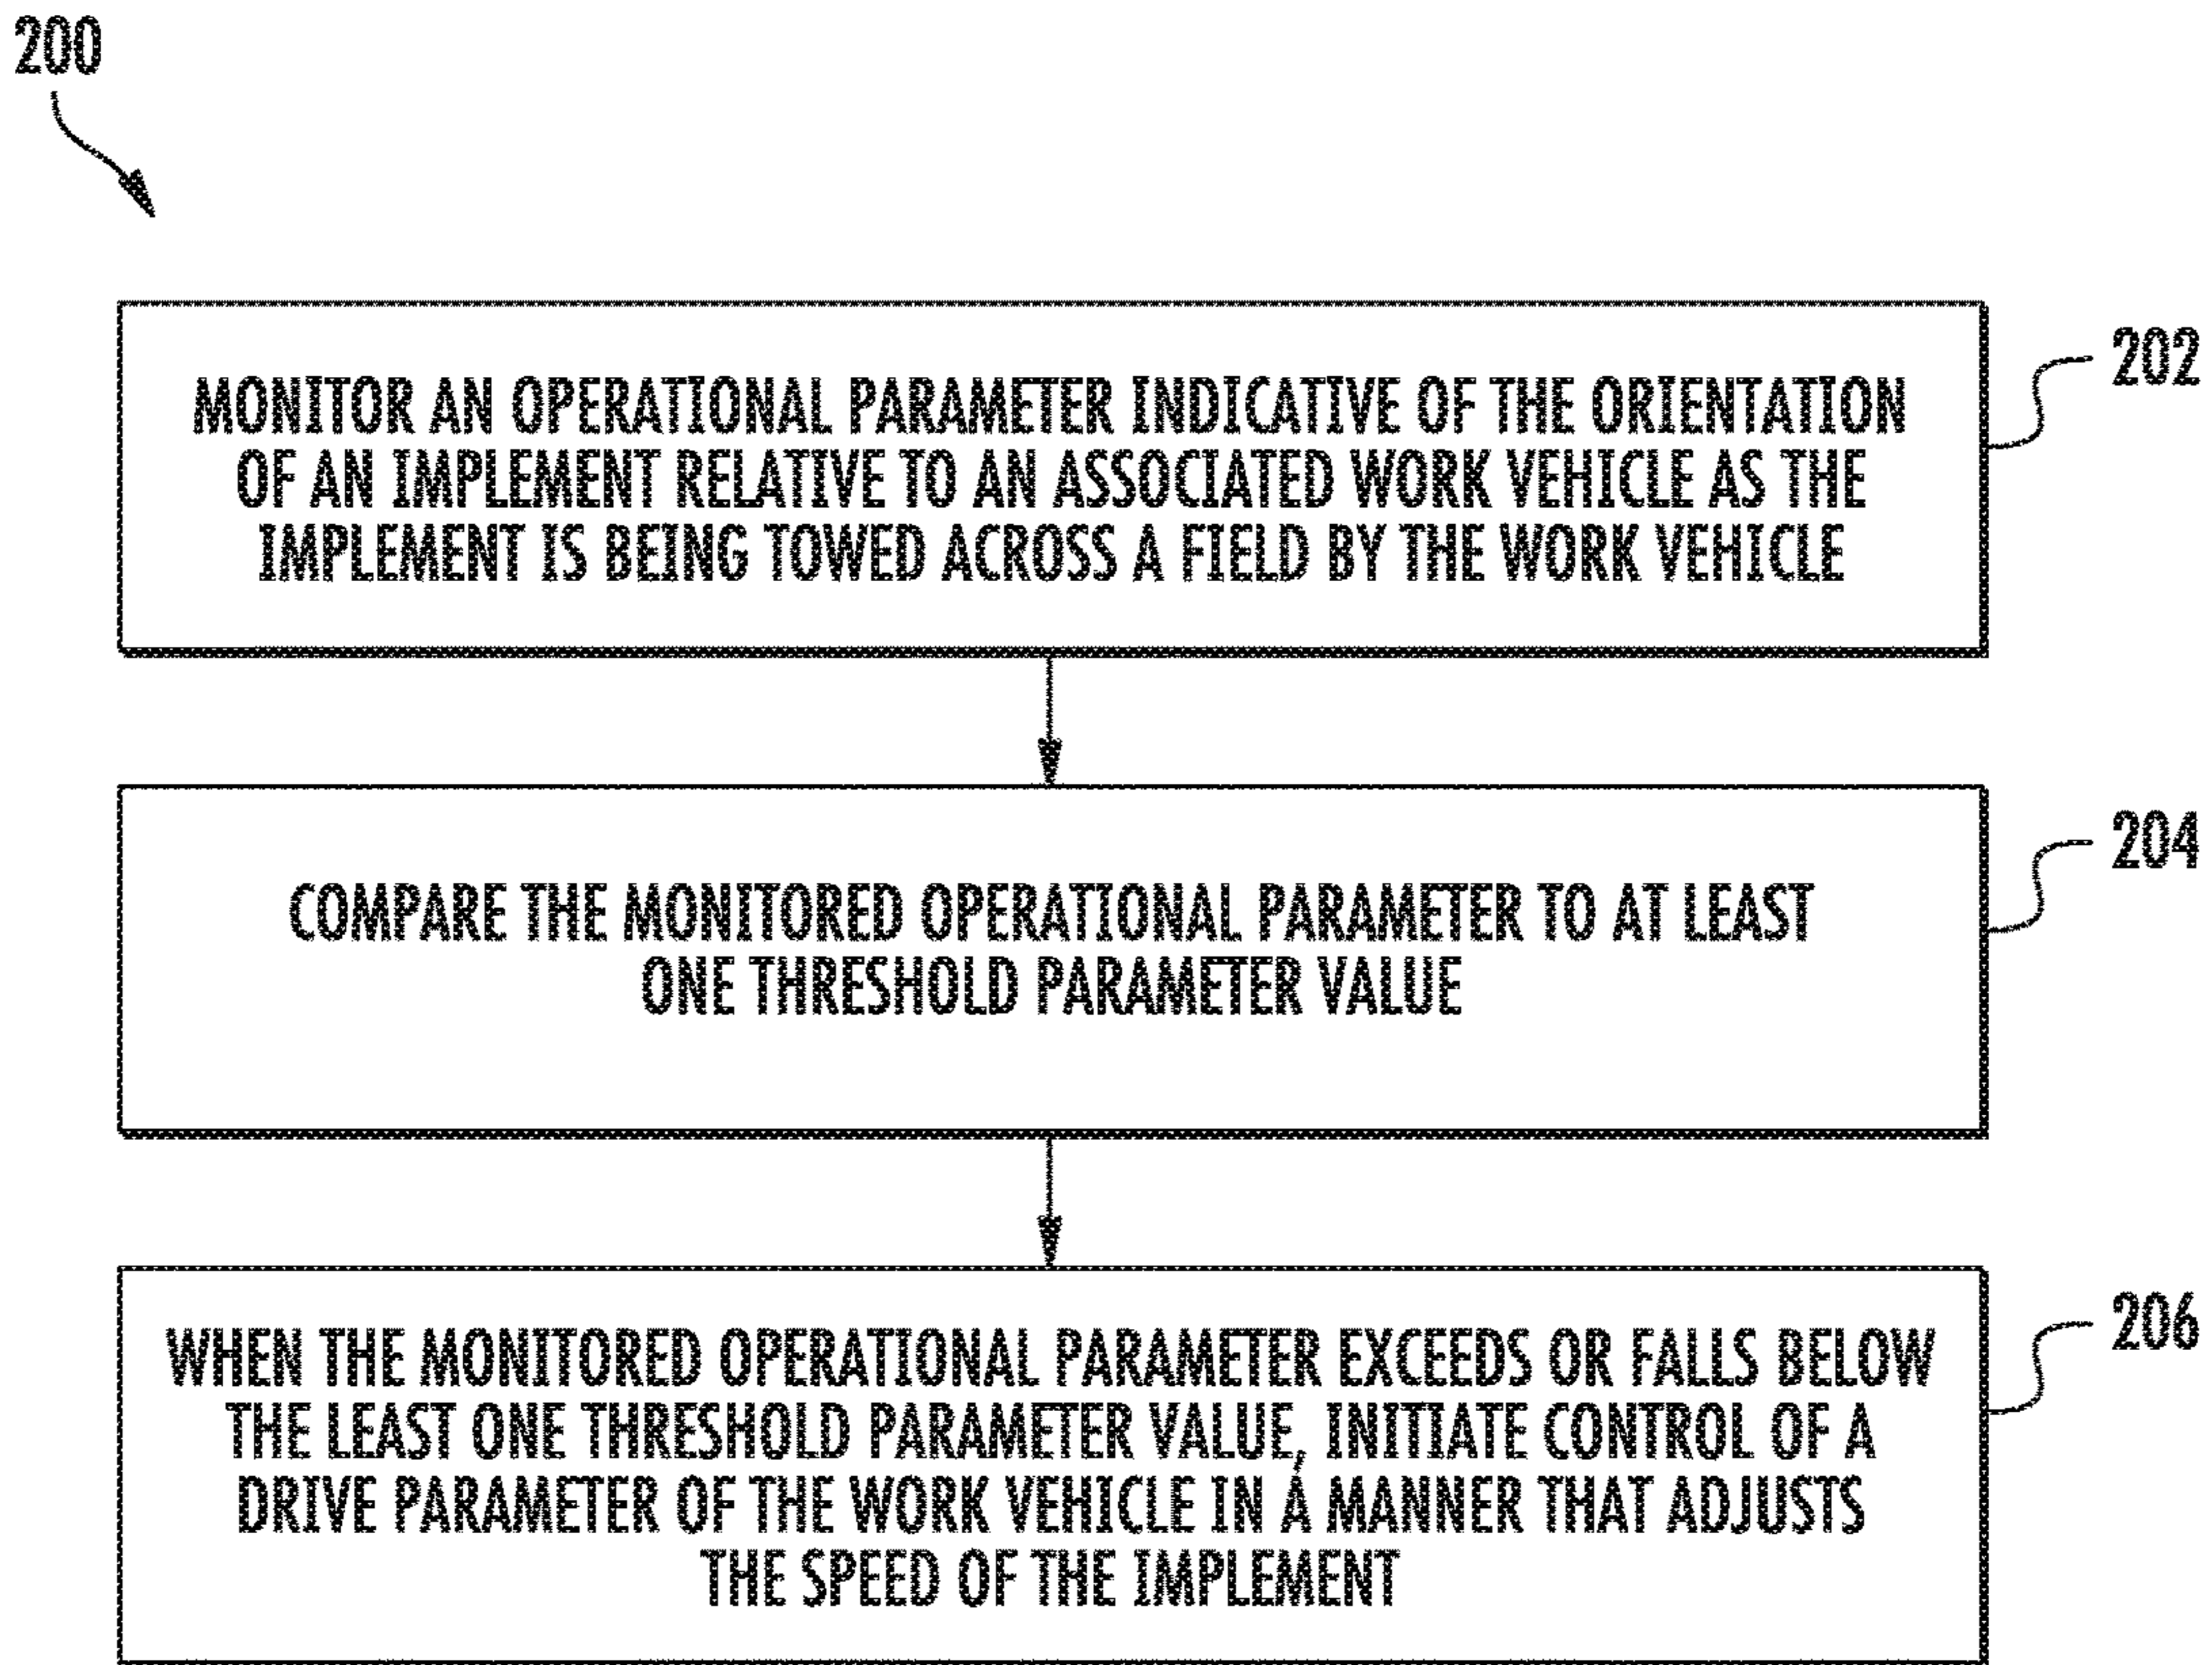 200
MONITOR AN OPERATIONAL PARAMETER INDICATIVE OF THE ORIENTATION
OF AN IMPLEMENT RELATIVE TO AN ASSOCIATED WORK VEHICLE AS THE
IMPLEMENT IS BEING TOWED ACROSS A FIELD BY THE WORK VEHICLE
202
COMPARE THE MONITORED OPERATIONAL PARAMETER TO AT LEAST
ONE THRESHOLD PARAMETER VALUE
204
WHEN THE MONITORED OPERATIONAL PARAMETER EXCEEDS OR FALLS BELOW
THE LEAST ONE THRESHOLD PARAMETER VALUE, INITIATE CONTROL OF A
DRIVE PARAMETER OF THE WORK VEHICLE IN A MANNER THAT ADJUSTS
THE SPEED OF THE IMPLEMENT
206